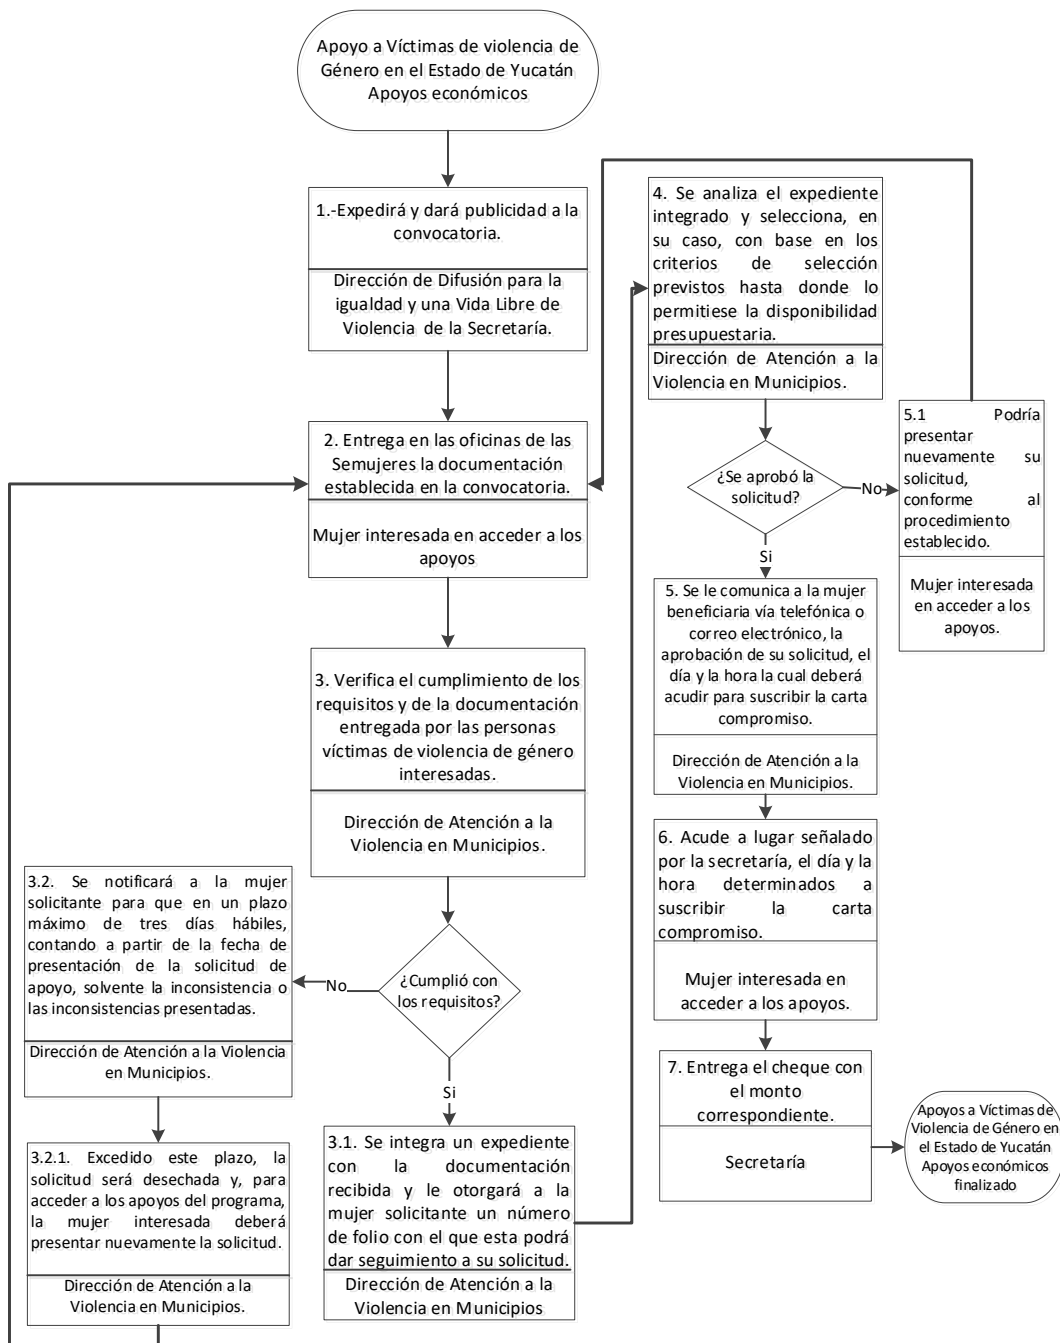 Apoyo a Víctimas de violencia de
Género en el Estado de Yucatán
Apoyos económicos
1.-Expedirá y dará publicidad a la
convocatoria.
Dirección de Difusión para la
igualdad y una Vida Libre de
Violencia de la Secretaría.
2. Entrega en las oficinas de las
Semujeres la documentación
establecida en la convocatoria.
Mujer interesada en acceder a los
apoyos
3. Verifica el cumplimiento de los
requisitos y de la documentación
entregada por las personas
víctimas de violencia de género
interesadas.
Dirección de Atención a la
Violencia en Municipios.
¿Cumplió con
los requisitos?
No
3.2. Se notificará a la mujer
solicitante para que en un plazo
máximo de tres días hábiles,
contando a partir de la fecha de
presentación de la solicitud de
apoyo, solvente la inconsistencia o
las inconsistencias presentadas.
Dirección de Atención a la Violencia
en Municipios.
3.2.1. Excedido este plazo, la
solicitud será desechada y, para
acceder a los apoyos del programa,
la mujer interesada deberá
presentar nuevamente la solicitud.
Dirección de Atención a la
Violencia en Municipios.
Si
3.1. Se integra un expediente
con la documentación
recibida y le otorgará a la
mujer solicitante un número
de folio con el que esta podrá
dar seguimiento a su solicitud.
Dirección de Atención a la
Violencia en Municipios
4. Se analiza el expediente
integrado y selecciona, en
su caso, con base en los
criterios de selección
previstos hasta donde lo
permitiese la disponibilidad
presupuestaria.
Dirección de Atención a la
Violencia en Municipios.
¿Se aprobó la
solicitud?
No
5.1 Podría
presentar
nuevamente su
solicitud,
conforme al
procedimiento
establecido.
Mujer interesada
en acceder a los
apoyos.
Si
5. Se le comunica a la mujer
beneficiaria vía telefónica o
correo electrónico, la
aprobación de su solicitud, el
día y la hora la cual deberá
acudir para suscribir la carta
compromiso.
Dirección de Atención a la
Violencia en Municipios.
6. Acude a lugar señalado
por la secretaría, el día y la
hora determinados a
suscribir la carta
compromiso.
Mujer interesada en
acceder a los apoyos.
7. Entrega el cheque con
el monto
correspondiente.
Secretaría
Apoyos a Víctimas de
Violencia de Género en
el Estado de Yucatán
Apoyos económicos
finalizado